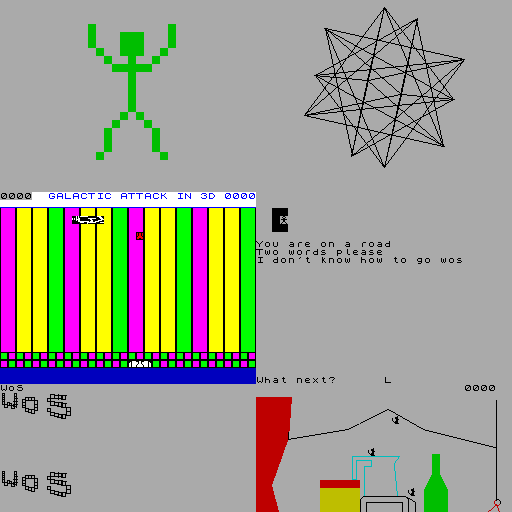 0000 GALACTIC ATTACK IN 3D 0000
You are on a road
Two words please
I don't know how to go wos
What next? L
WoS
0000
WoS
WoS